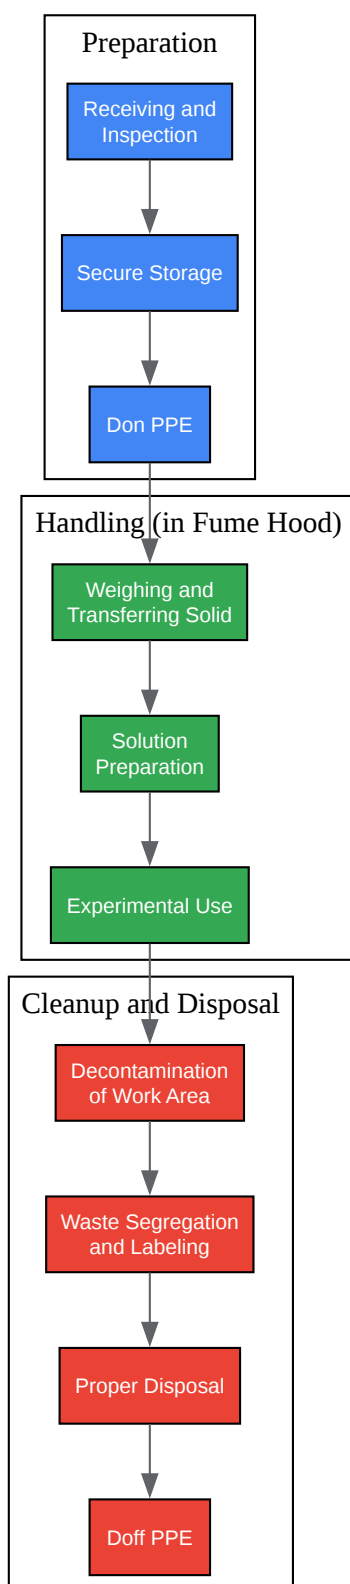 Preparation
Receiving and
Inspection
Secure Storage
Don PPE
Handling (in Fume Hood)
Weighing and
Transferring Solid
Solution
Preparation
Experimental Use
Cleanup and Disposal
Decontamination
of Work Area
Waste Segregation
and Labeling
Proper Disposal
Doff PPE